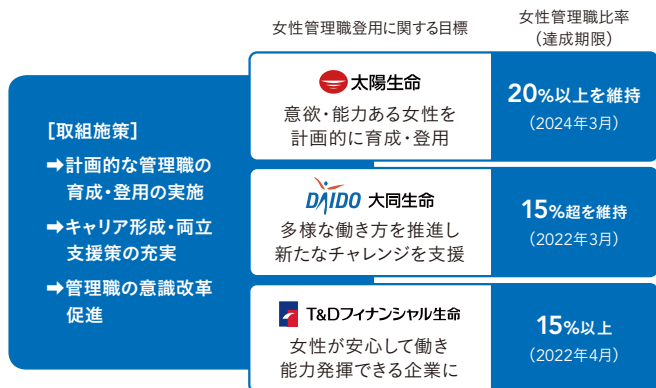 女性管理職登用に関する目標
女性管理職比率
（達成期限）
［取組施策］
➡計画的な管理職の
育成・登用の実施
➡キャリア形成・両立
支援策の充実
➡管理職の意識改革
促進
太陽生命
意欲・能力ある女性を
計画的に育成・登用
20%以上を維持
（2024年3月）
DAIDO 大同生命
多様な働き方を推進し
新たなチャレンジを支援
15%超を維持
（2022年3月）
T&Dフィナンシャル生命
女性が安心して働き
能力発揮できる企業に
15%以上
（2022年4月）